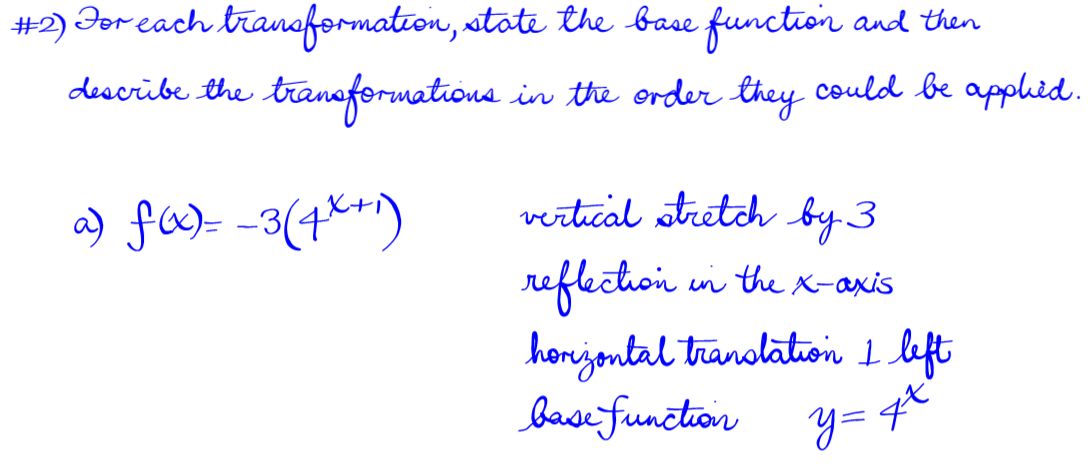 #2) For each transformation, state the base function and then
describe the transformations in the order they could be applied.
a) f(x) = -3(4^{x+1})
vertical stretch by 3
reflection in the x-axis
horizontal translation 1 left
base function y = 4^x